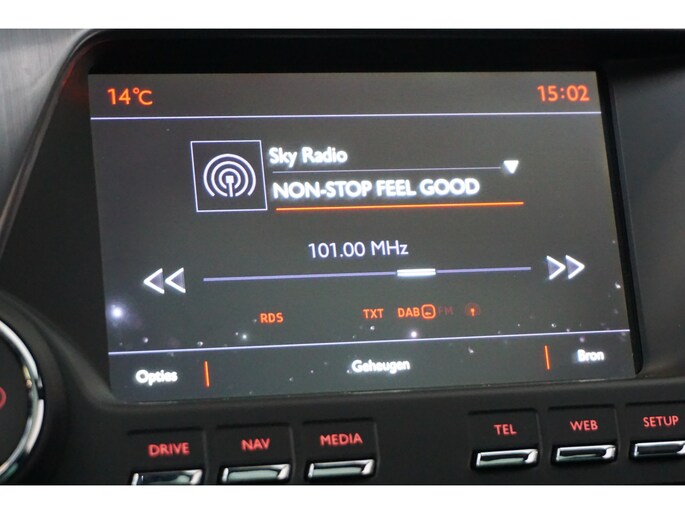 14°C 15:02
Sky Radio
NON-STOP FEEL GOOD
101.00 MHz
RDS TXT DAB FM
Opties Geheugen Bron
DRIVE NAV MEDIA TEL WEB SETUP